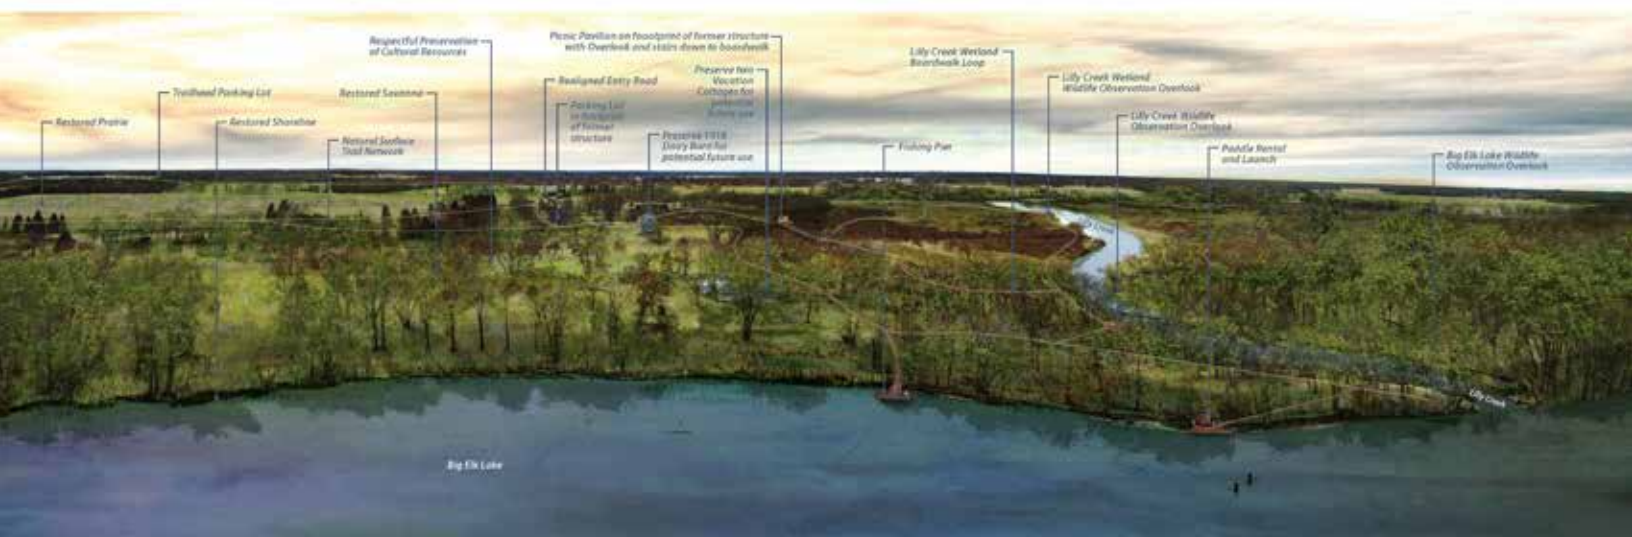 Restored Prairie
Trailhead Parking Lot
Restored Shoreline
Natural Surface
Trail Network
Restored Savanna
Respectful Preservation
of Cultural Resources
Realigned Entry Road
Parking Lot
in footprint
of former
structure
Picnic Pavilion on footprint of former structure
with Overlook and stairs down to boardwalk
Preserve two
Vacation
Cottages for
potential
future use
Preserve 1918
Dairy Barn for
potential future use
Fishing Pier
Lilly Creek Wetland
Boardwalk Loop
Lilly Creek Wetland
Wildlife Observation Overlook
Lilly Creek Wildlife
Observation Overlook
Paddle Rental
and Launch
Big Elk Lake Wildlife
Observation Overlook
Lilly Creek
Big Elk Lake